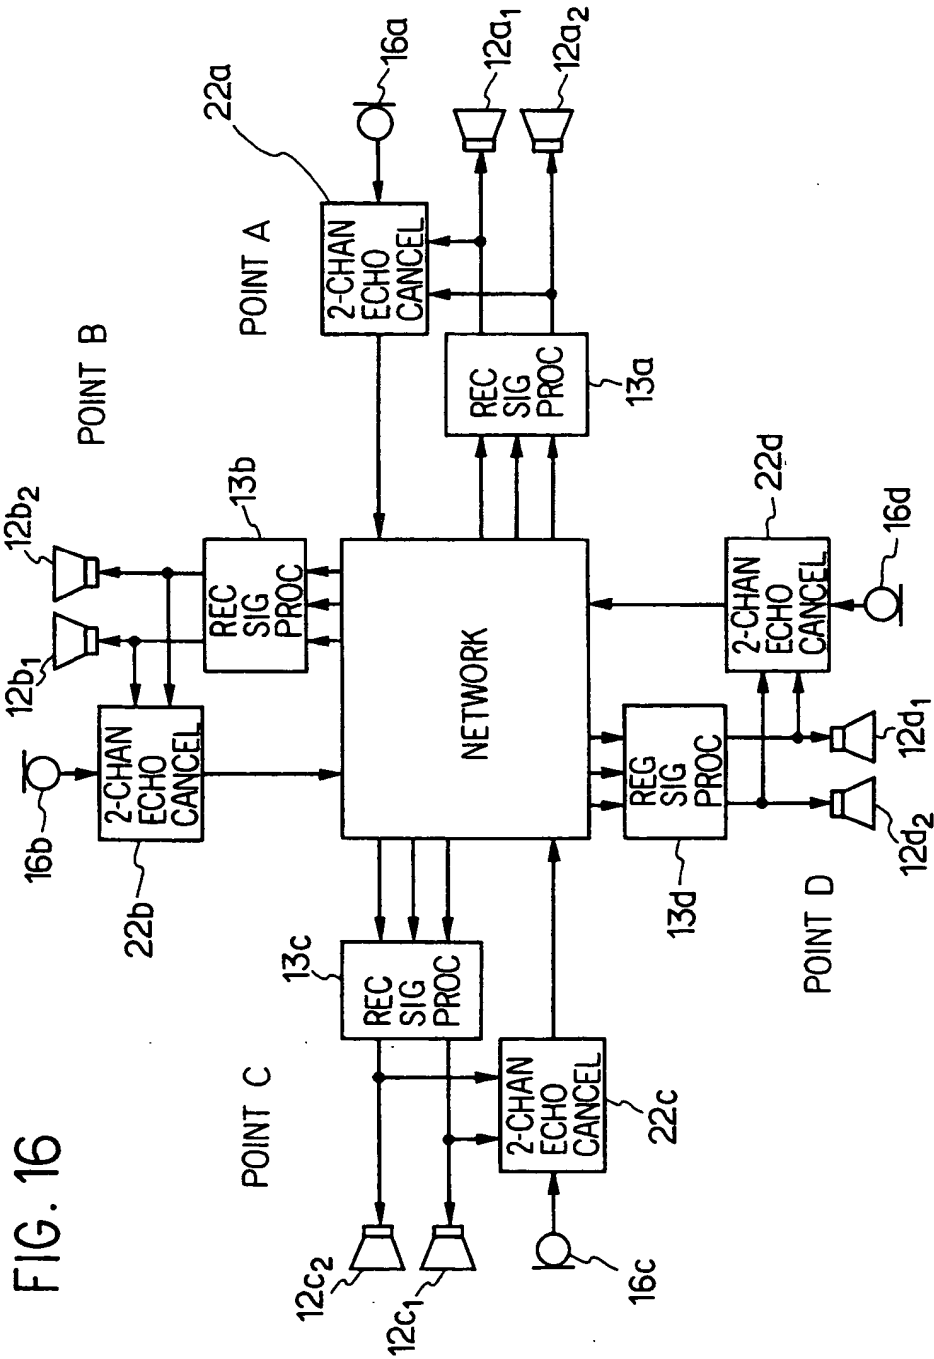 FIG. 16
POINT A
22a
2-CHAN
ECHO
CANCEL
16a
12a1
12a2
REC
SIG
PROC
13a
POINT B
12b2
12b1
13b
REC
SIG
PROC
16b
2-CHAN
ECHO
CANCEL
22b
NETWORK
POINT C
13c
REC
SIG
PROC
12c2
12c1
2-CHAN
ECHO
CANCEL
22c
16c
POINT D
REG
SIG
PROC
13d
22d
2-CHAN
ECHO
CANCEL
16d
12d1
12d2